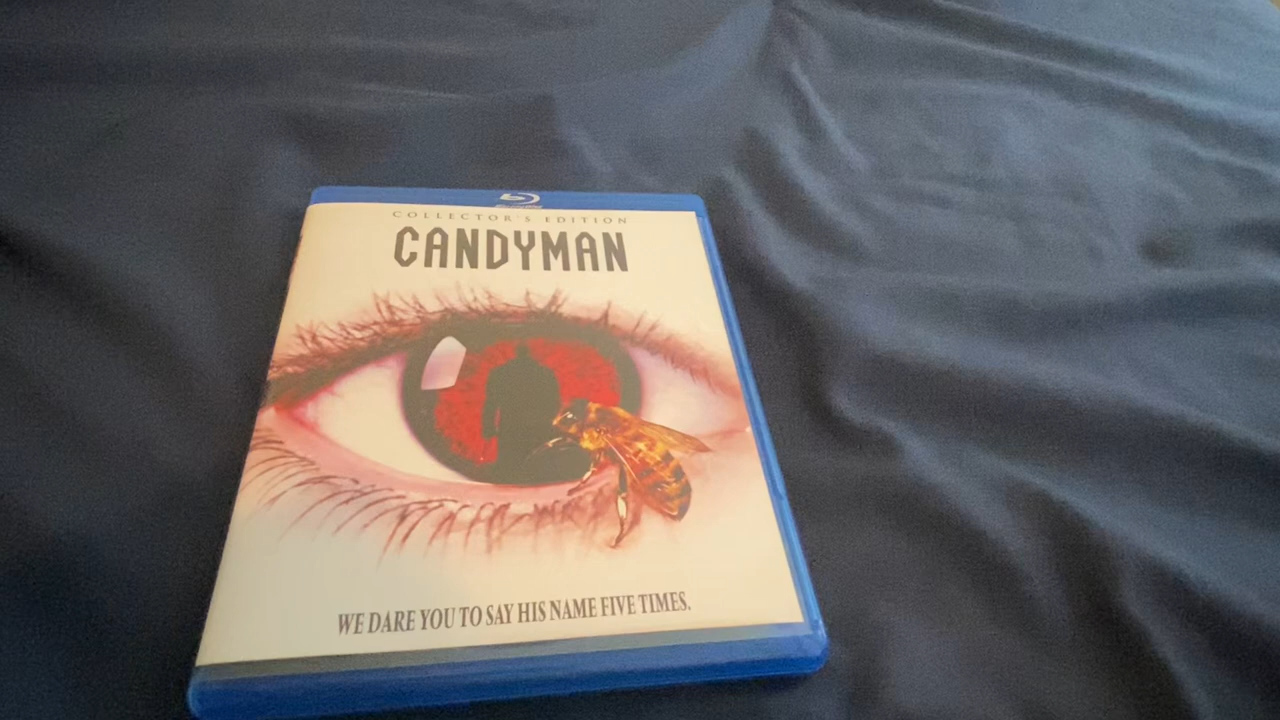 COLLECTOR'S EDITION
CANDYMAN
WE DARE YOU TO SAY HIS NAME FIVE TIMES.